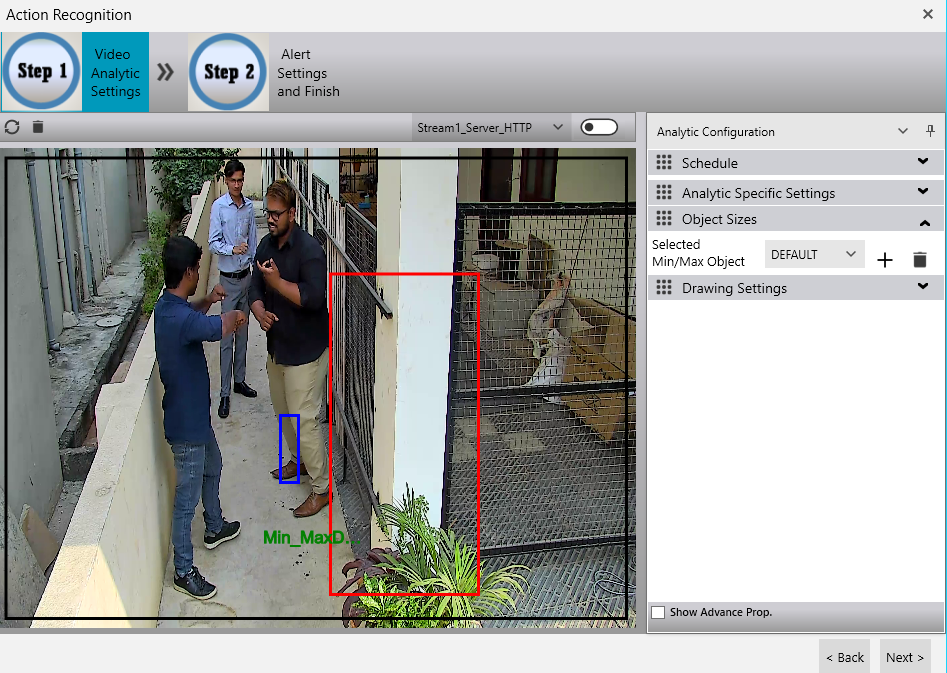 Action Recognition
Step 1
Video
Analytic
Settings
Step 2
Alert
Settings
and Finish
Stream1_Server_HTTP
Analytic Configuration
Schedule
Analytic Specific Settings
Object Sizes
Selected
Min/Max Object
DEFAULT
Drawing Settings
Min_MaxD...
Show Advance Prop.
< Back
Next >